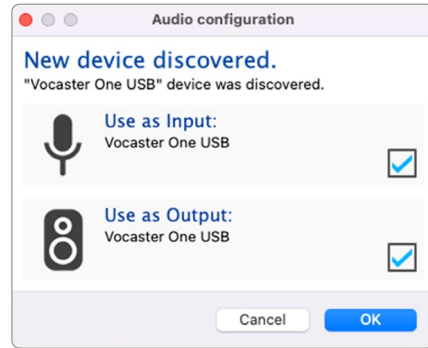 Audio configuration
New device discovered.
"Vocaster One USB" device was discovered.
Use as Input:
Vocaster One USB
Use as Output:
Vocaster One USB
Cancel
OK